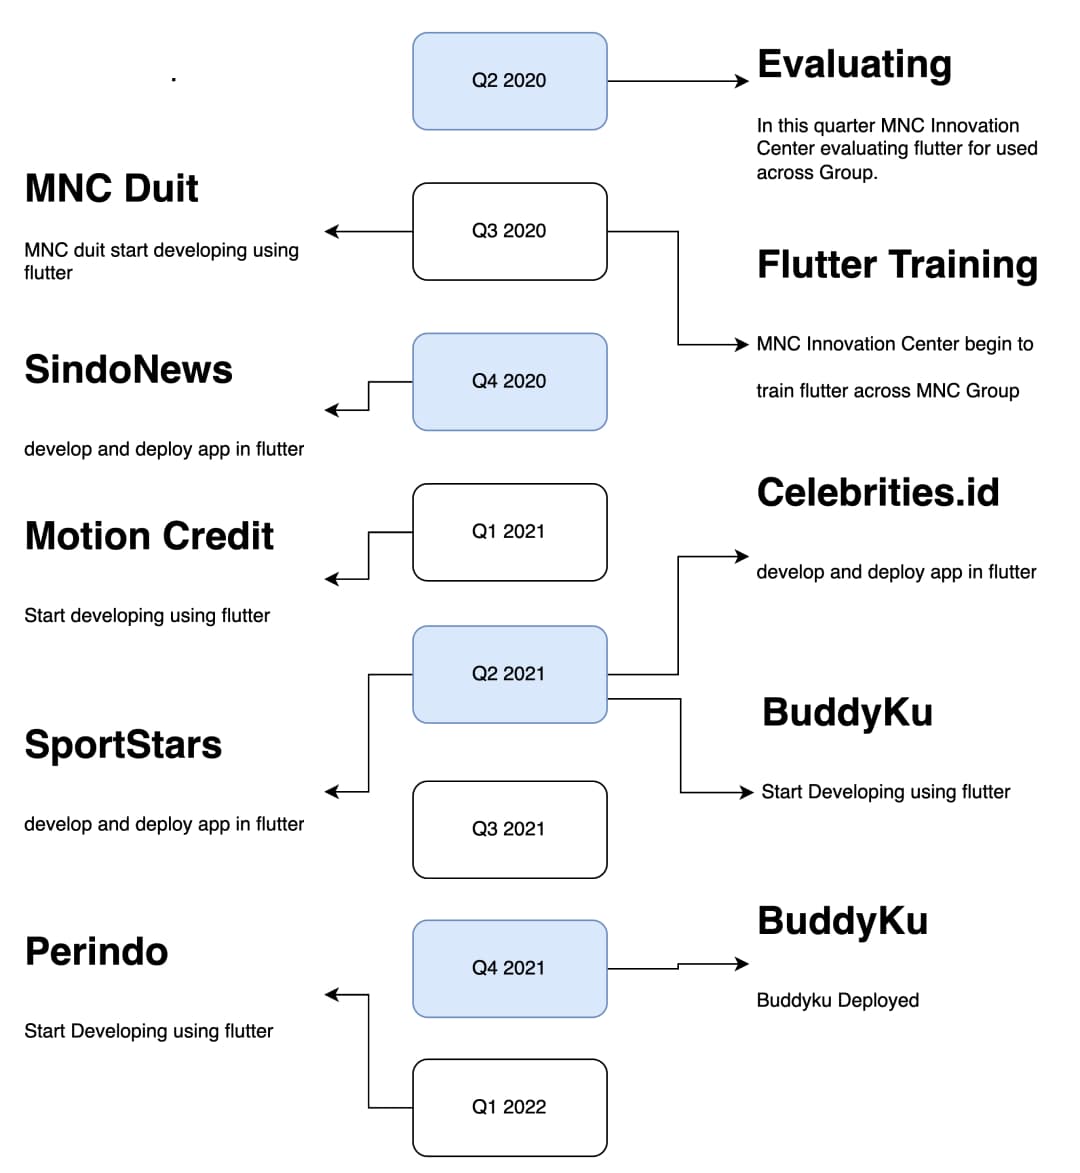 Q2 2020
Evaluating
In this quarter MNC Innovation
Center evaluating flutter for used
across Group.
MNC Duit
MNC duit start developing using
flutter
Q3 2020
Flutter Training
MNC Innovation Center begin to
train flutter across MNC Group
SindoNews
develop and deploy app in flutter
Q4 2020
Motion Credit
Start developing using flutter
Q1 2021
Celebrities.id
develop and deploy app in flutter
Q2 2021
BuddyKu
Start Developing using flutter
SportStars
develop and deploy app in flutter
Q3 2021
BuddyKu
Buddyku Deployed
Q4 2021
Perindo
Start Developing using flutter
Q1 2022